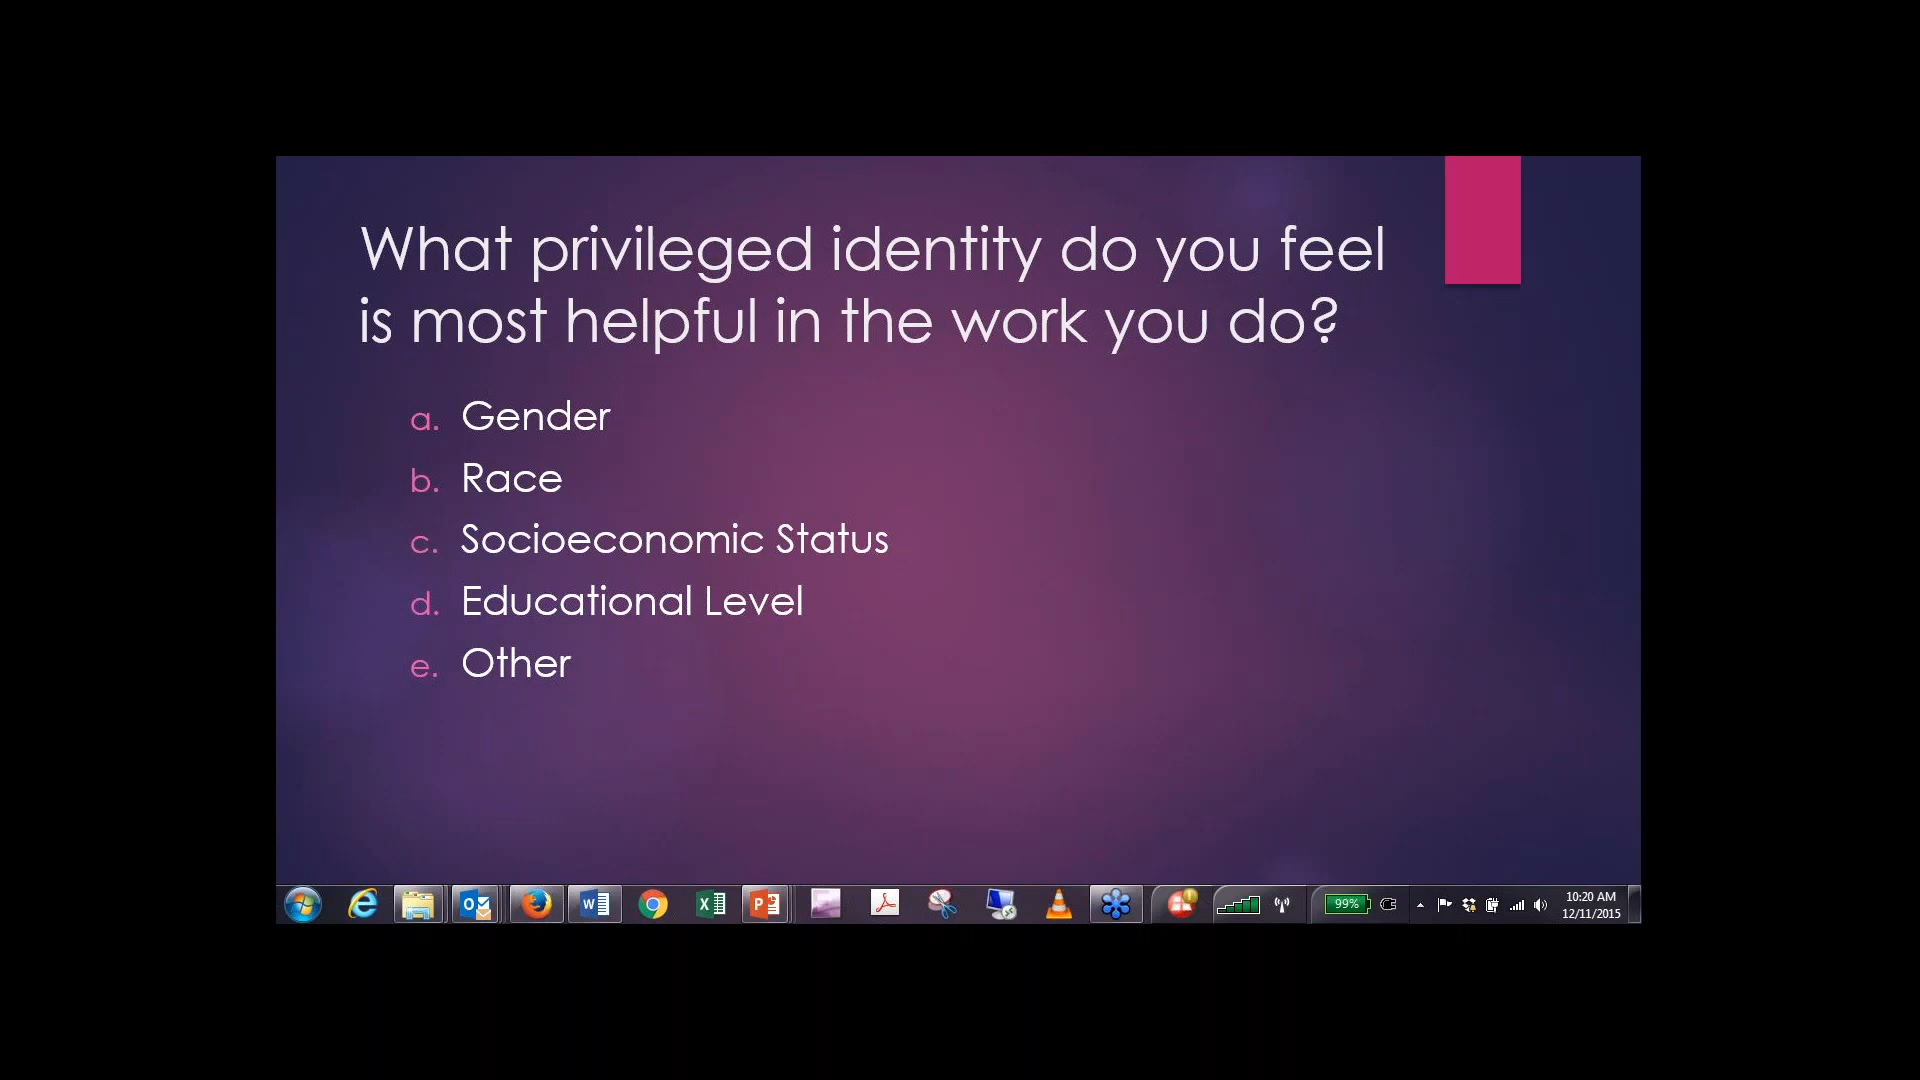 What privileged identity do you feel
is most helpful in the work you do?
a. Gender
b. Race
c. Socioeconomic Status
d. Educational Level
e. Other
99%
10:20 AM
12/11/2015